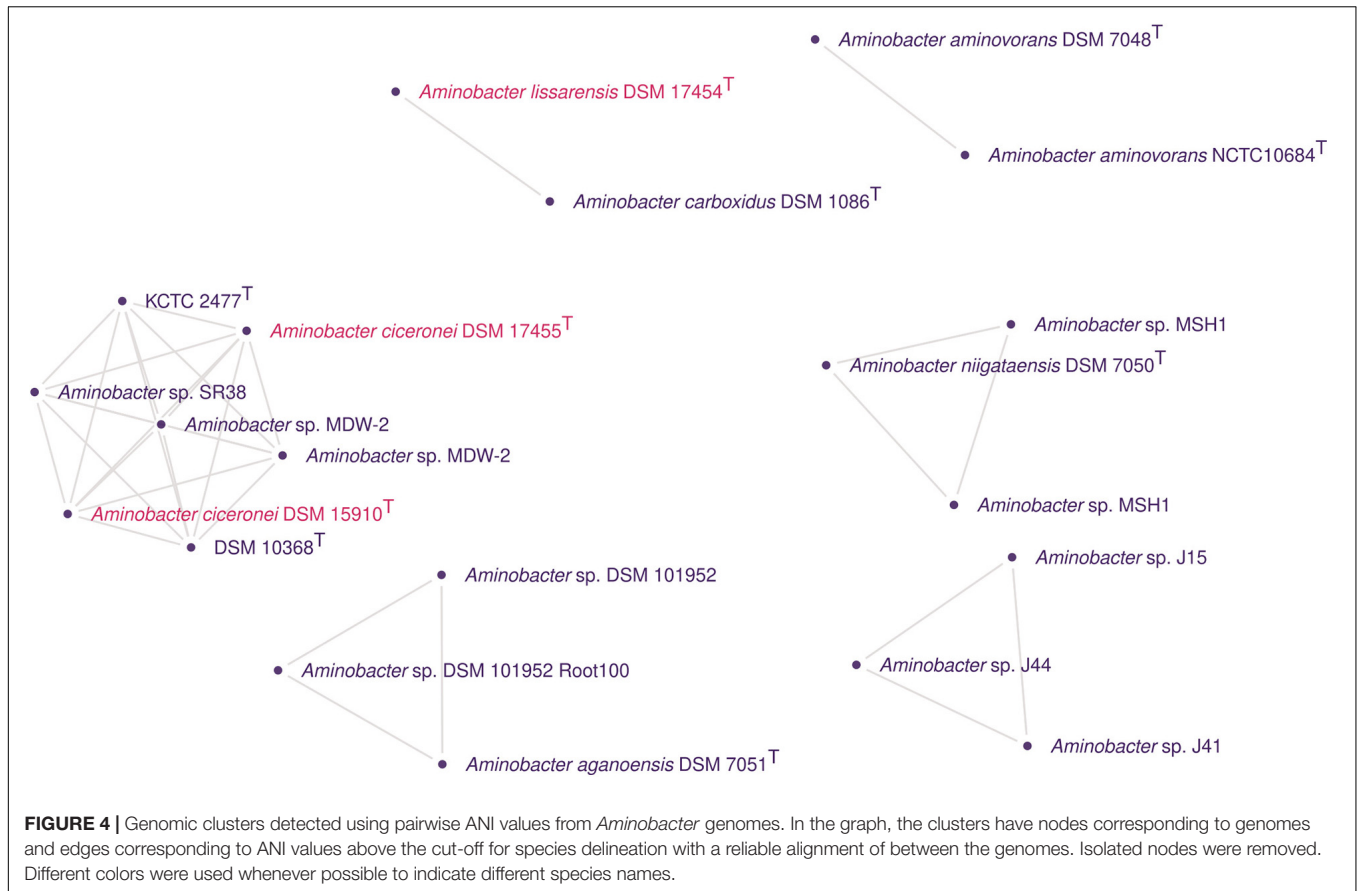 Aminobacter aminovorans DSM 7048T
Aminobacter lissarensis DSM 17454T
Aminobacter aminovorans NCTC10684T
Aminobacter carboxidus DSM 1086T
KCTC 2477T
Aminobacter ciceronei DSM 17455T
Aminobacter sp. SR38
Aminobacter sp. MDW-2
Aminobacter sp. MDW-2
Aminobacter ciceronei DSM 15910T
DSM 10368T
Aminobacter sp. MSH1
Aminobacter niigataensis DSM 7050T
Aminobacter sp. MSH1
Aminobacter sp. DSM 101952
Aminobacter sp. DSM 101952 Root100
Aminobacter aganoensis DSM 7051T
Aminobacter sp. J15
Aminobacter sp. J44
Aminobacter sp. J41
FIGURE 4 | Genomic clusters detected using pairwise ANI values from Aminobacter genomes. In the graph, the clusters have nodes corresponding to genomes
and edges corresponding to ANI values above the cut-off for species delineation with a reliable alignment of between the genomes. Isolated nodes were removed.
Different colors were used whenever possible to indicate different species names.